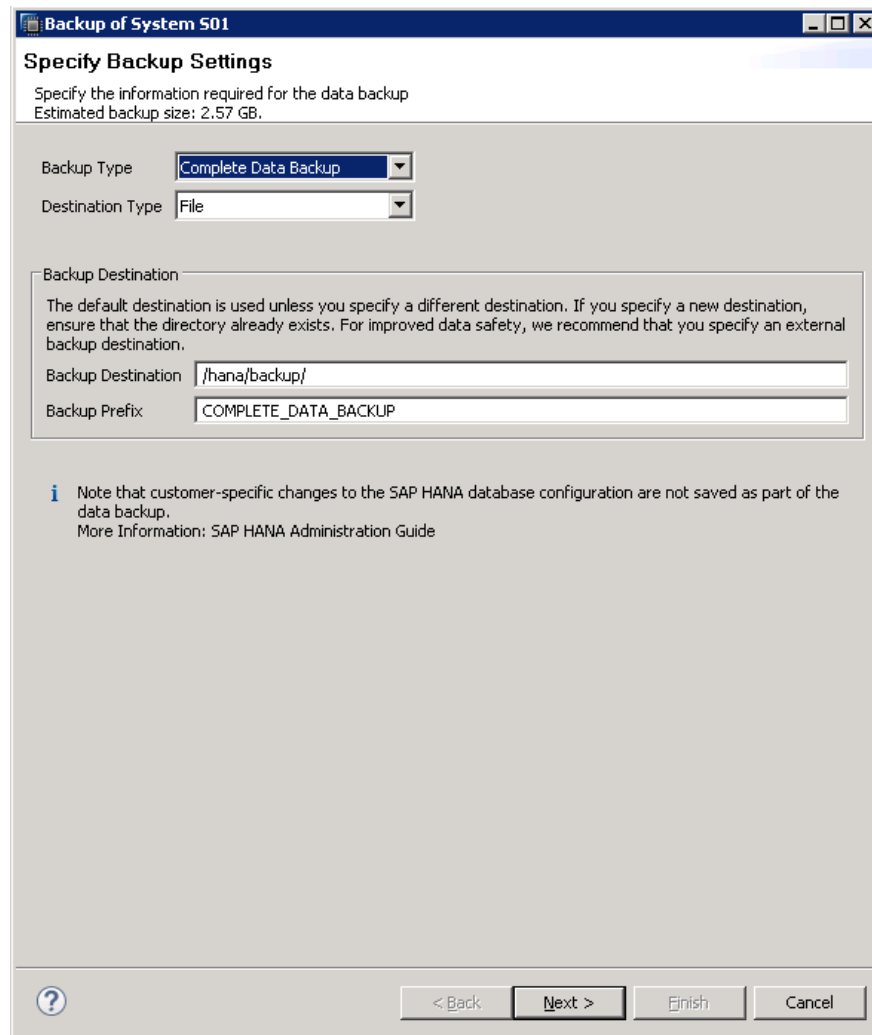 Backup of System S01
Specify Backup Settings
Specify the information required for the data backup
Estimated backup size: 2.57 GB.
Backup Type Complete Data Backup
Destination Type File
Backup Destination
The default destination is used unless you specify a different destination. If you specify a new destination,
ensure that the directory already exists. For improved data safety, we recommend that you specify an external
backup destination.
Backup Destination /hana/backup/
Backup Prefix COMPLETE_DATA_BACKUP
i Note that customer-specific changes to the SAP HANA database configuration are not saved as part of the
data backup.
More Information: SAP HANA Administration Guide
? < Back Next > Finish Cancel